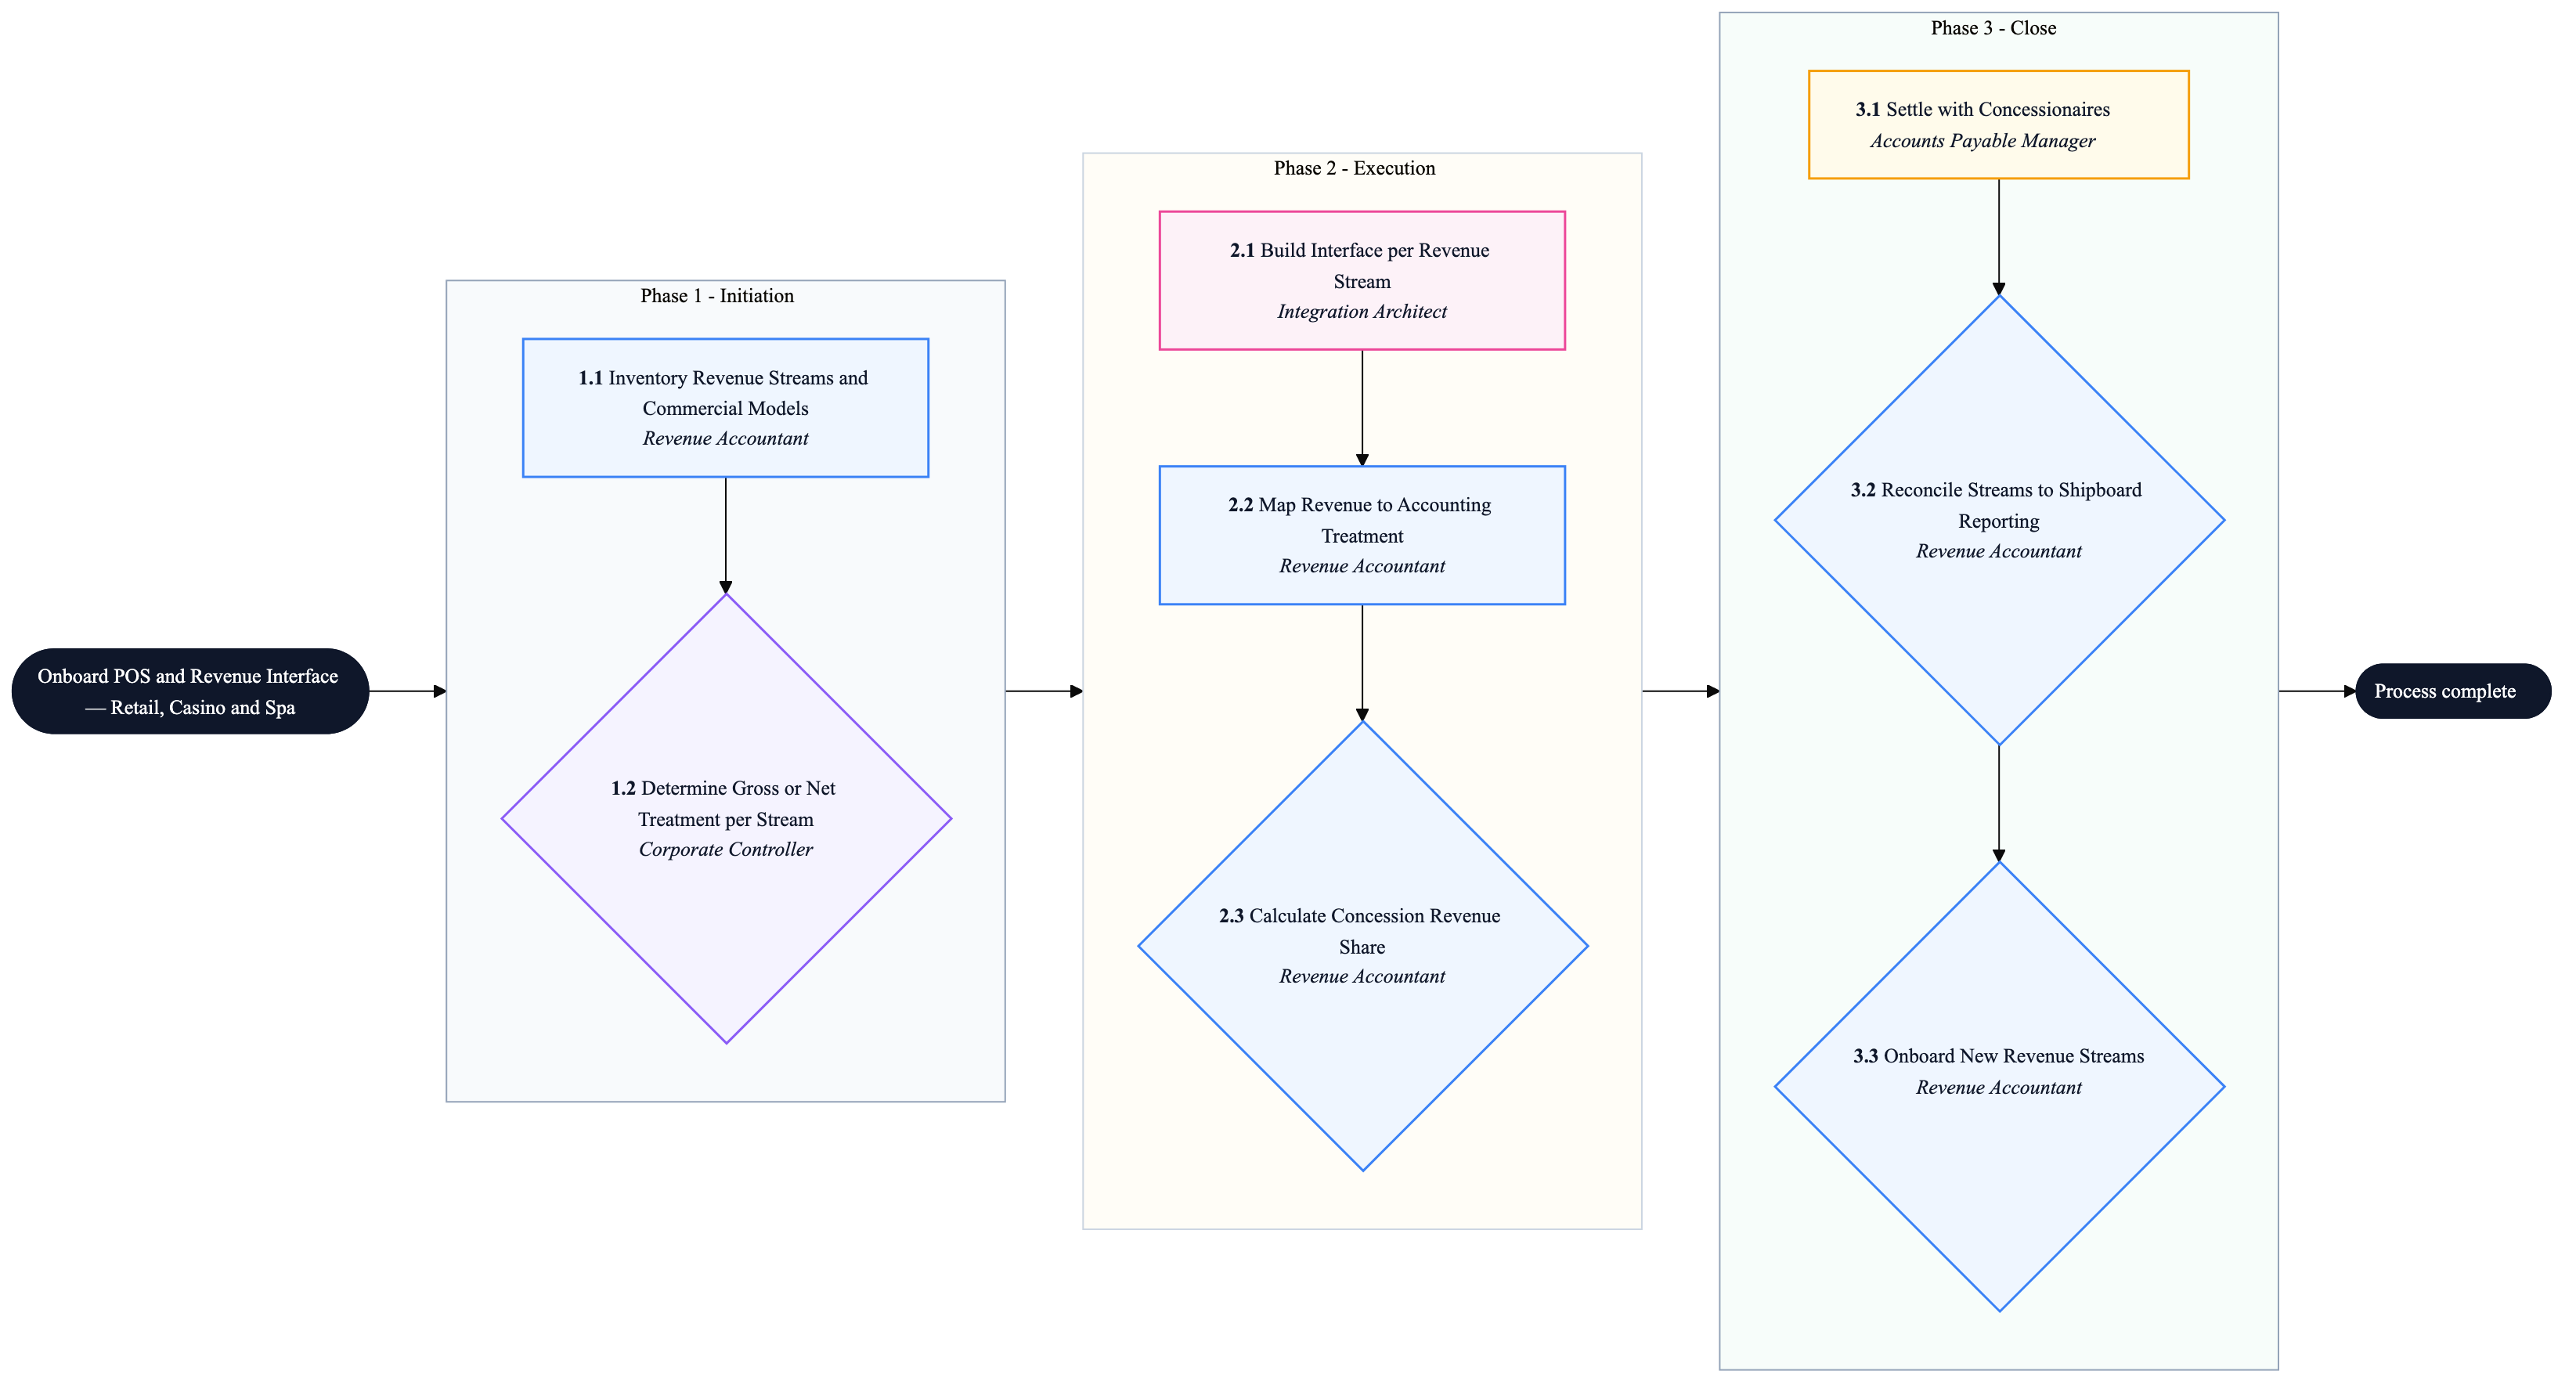 Onboard POS and Revenue Interface
— Retail, Casino and Spa
Phase 1 - Initiation
1.1 Inventory Revenue Streams and
Commercial Models
Revenue Accountant
1.2 Determine Gross or Net
Treatment per Stream
Corporate Controller
Phase 2 - Execution
2.1 Build Interface per Revenue
Stream
Integration Architect
2.2 Map Revenue to Accounting
Treatment
Revenue Accountant
2.3 Calculate Concession Revenue
Share
Revenue Accountant
Phase 3 - Close
3.1 Settle with Concessionaires
Accounts Payable Manager
3.2 Reconcile Streams to Shipboard
Reporting
Revenue Accountant
3.3 Onboard New Revenue Streams
Revenue Accountant
Process complete